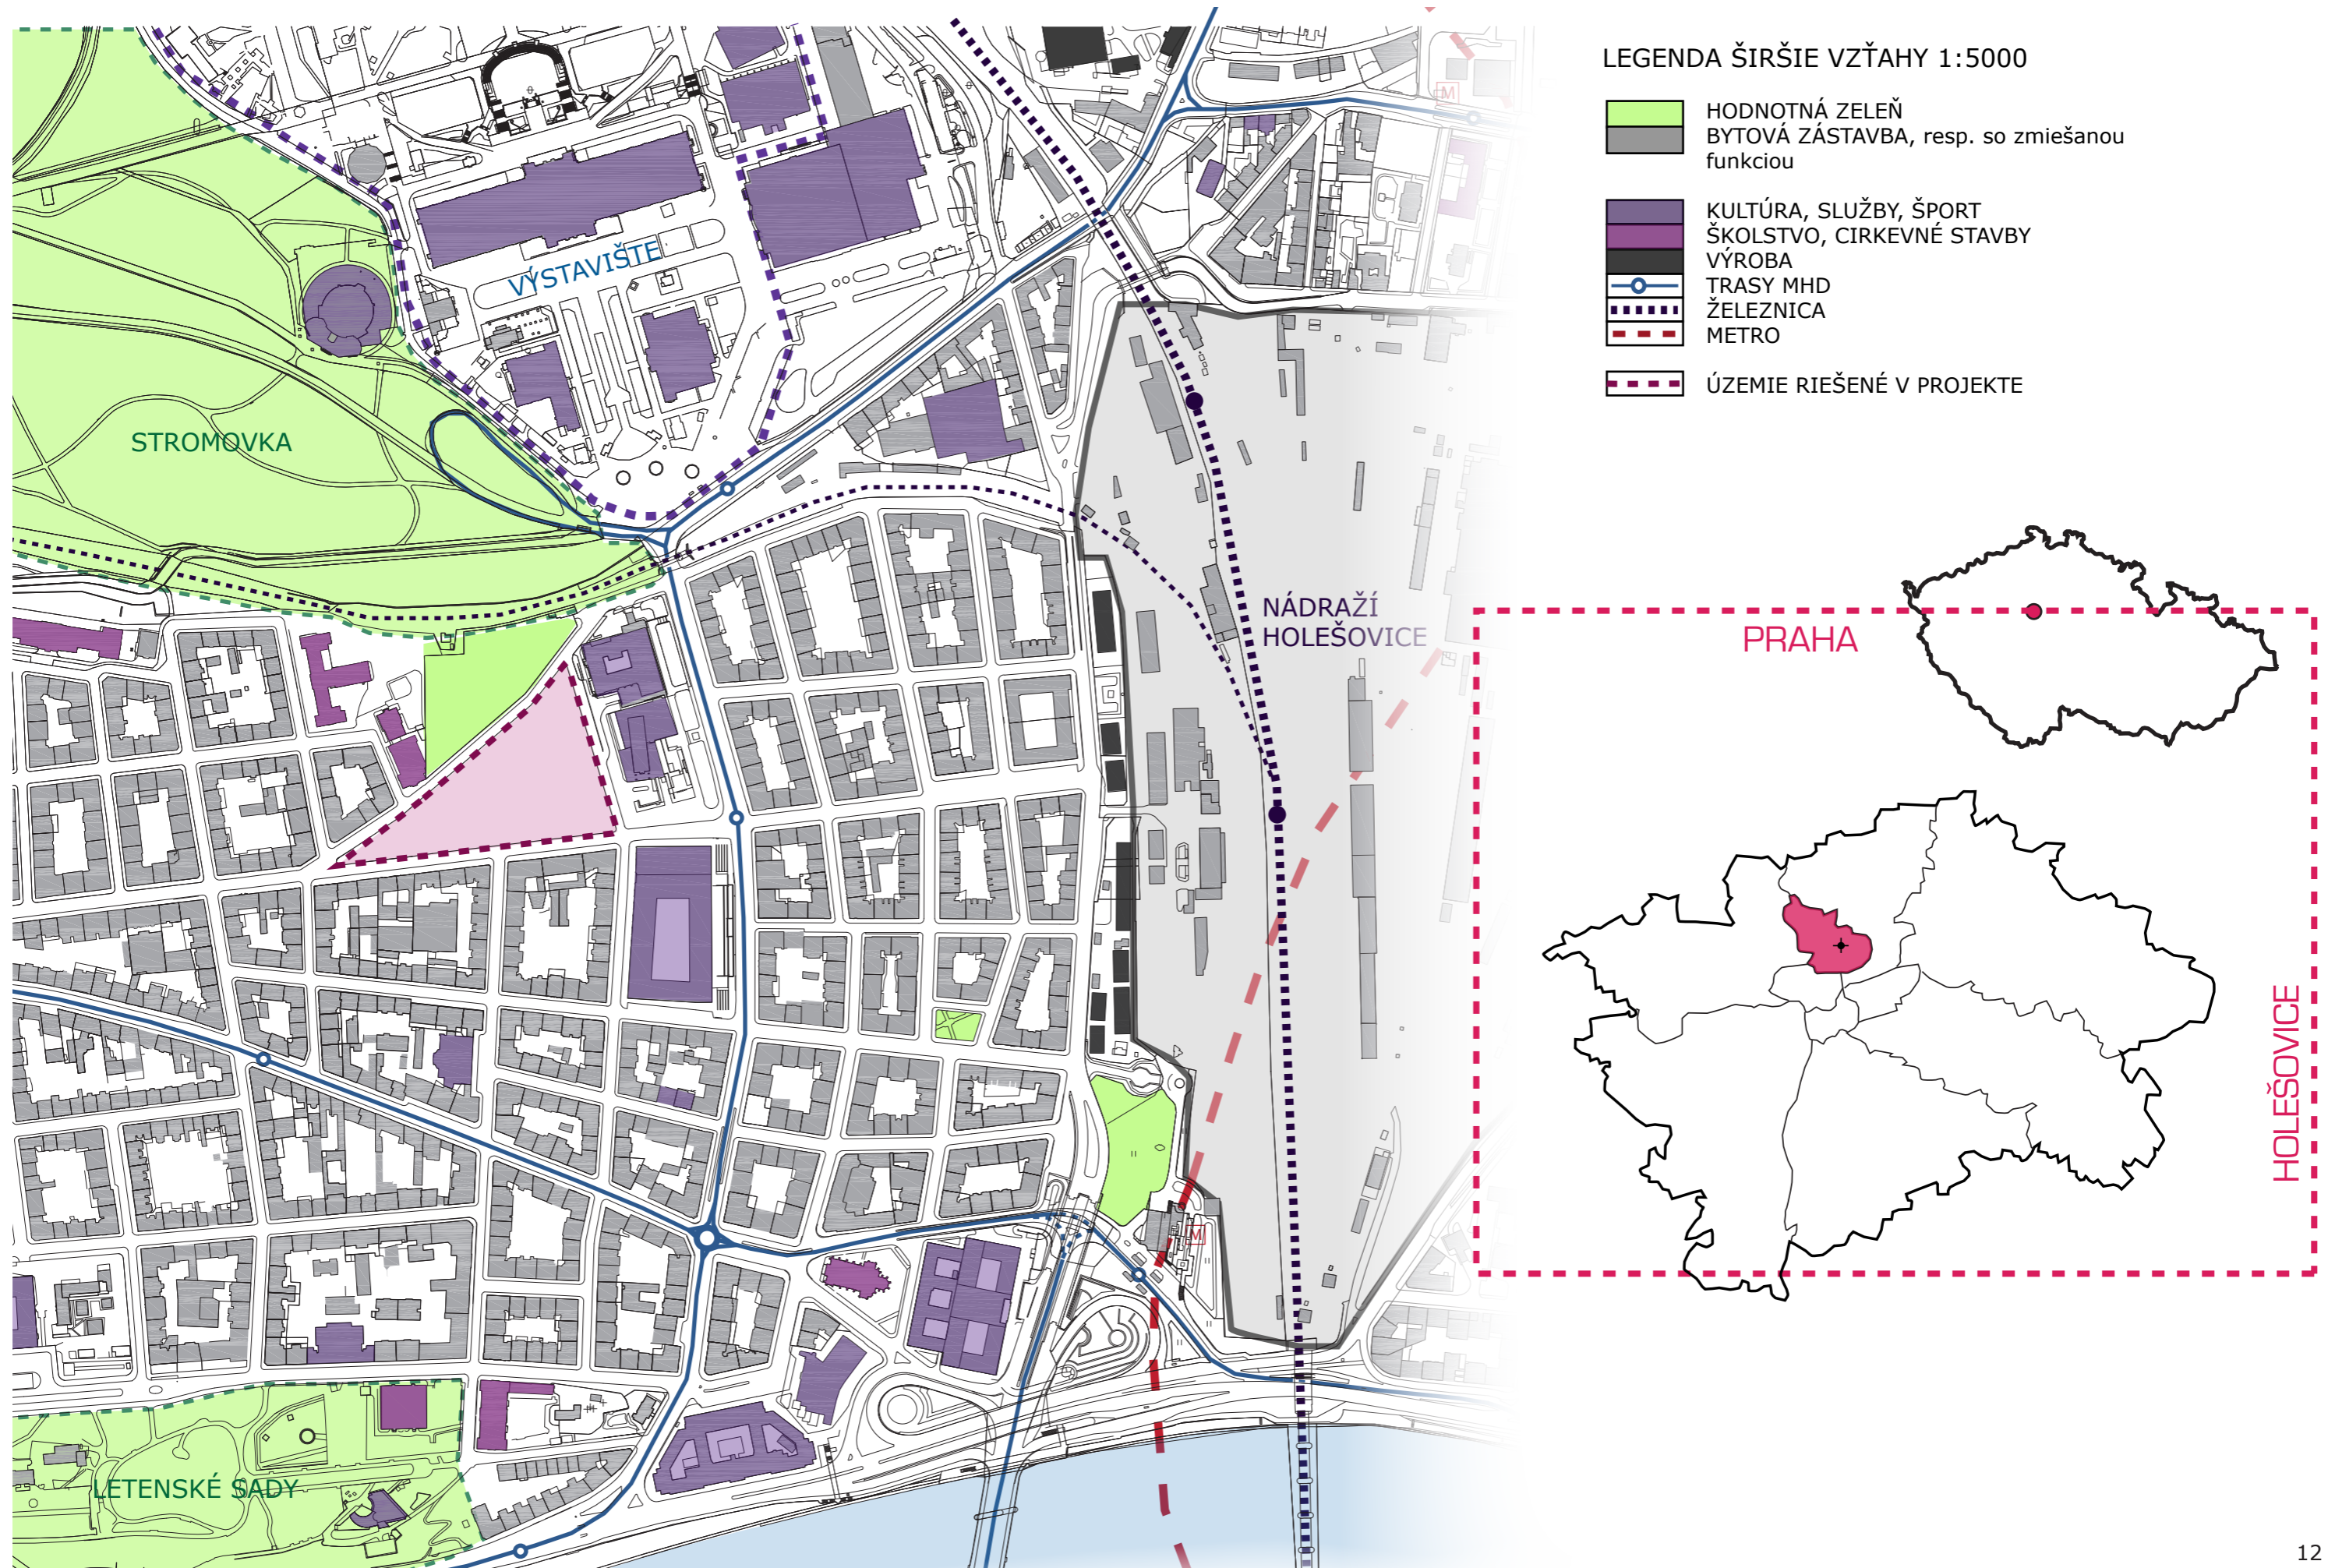 LEGENDA ŠIRŠIE VZŤAHY 1:5000
HODNOTNÁ ZELEŇ
BYTOVÁ ZÁSTAVBA, resp. so zmiešanou
funkciou
KULTÚRA, SLUŽBY, ŠPORT
ŠKOLSTVO, CIRKEVNÉ STAVBY
VÝROBA
TRASY MHD
ŽELEZNICA
METRO
ÚZEMIE RIEŠENÉ V PROJEKTE
M
VÝSTAVIŠTE
STROMOVKA
NÁDRAŽÍ
HOLEŠOVICE
PRAHA
HOLEŠOVICE
M
LETENSKÉ SADY
12